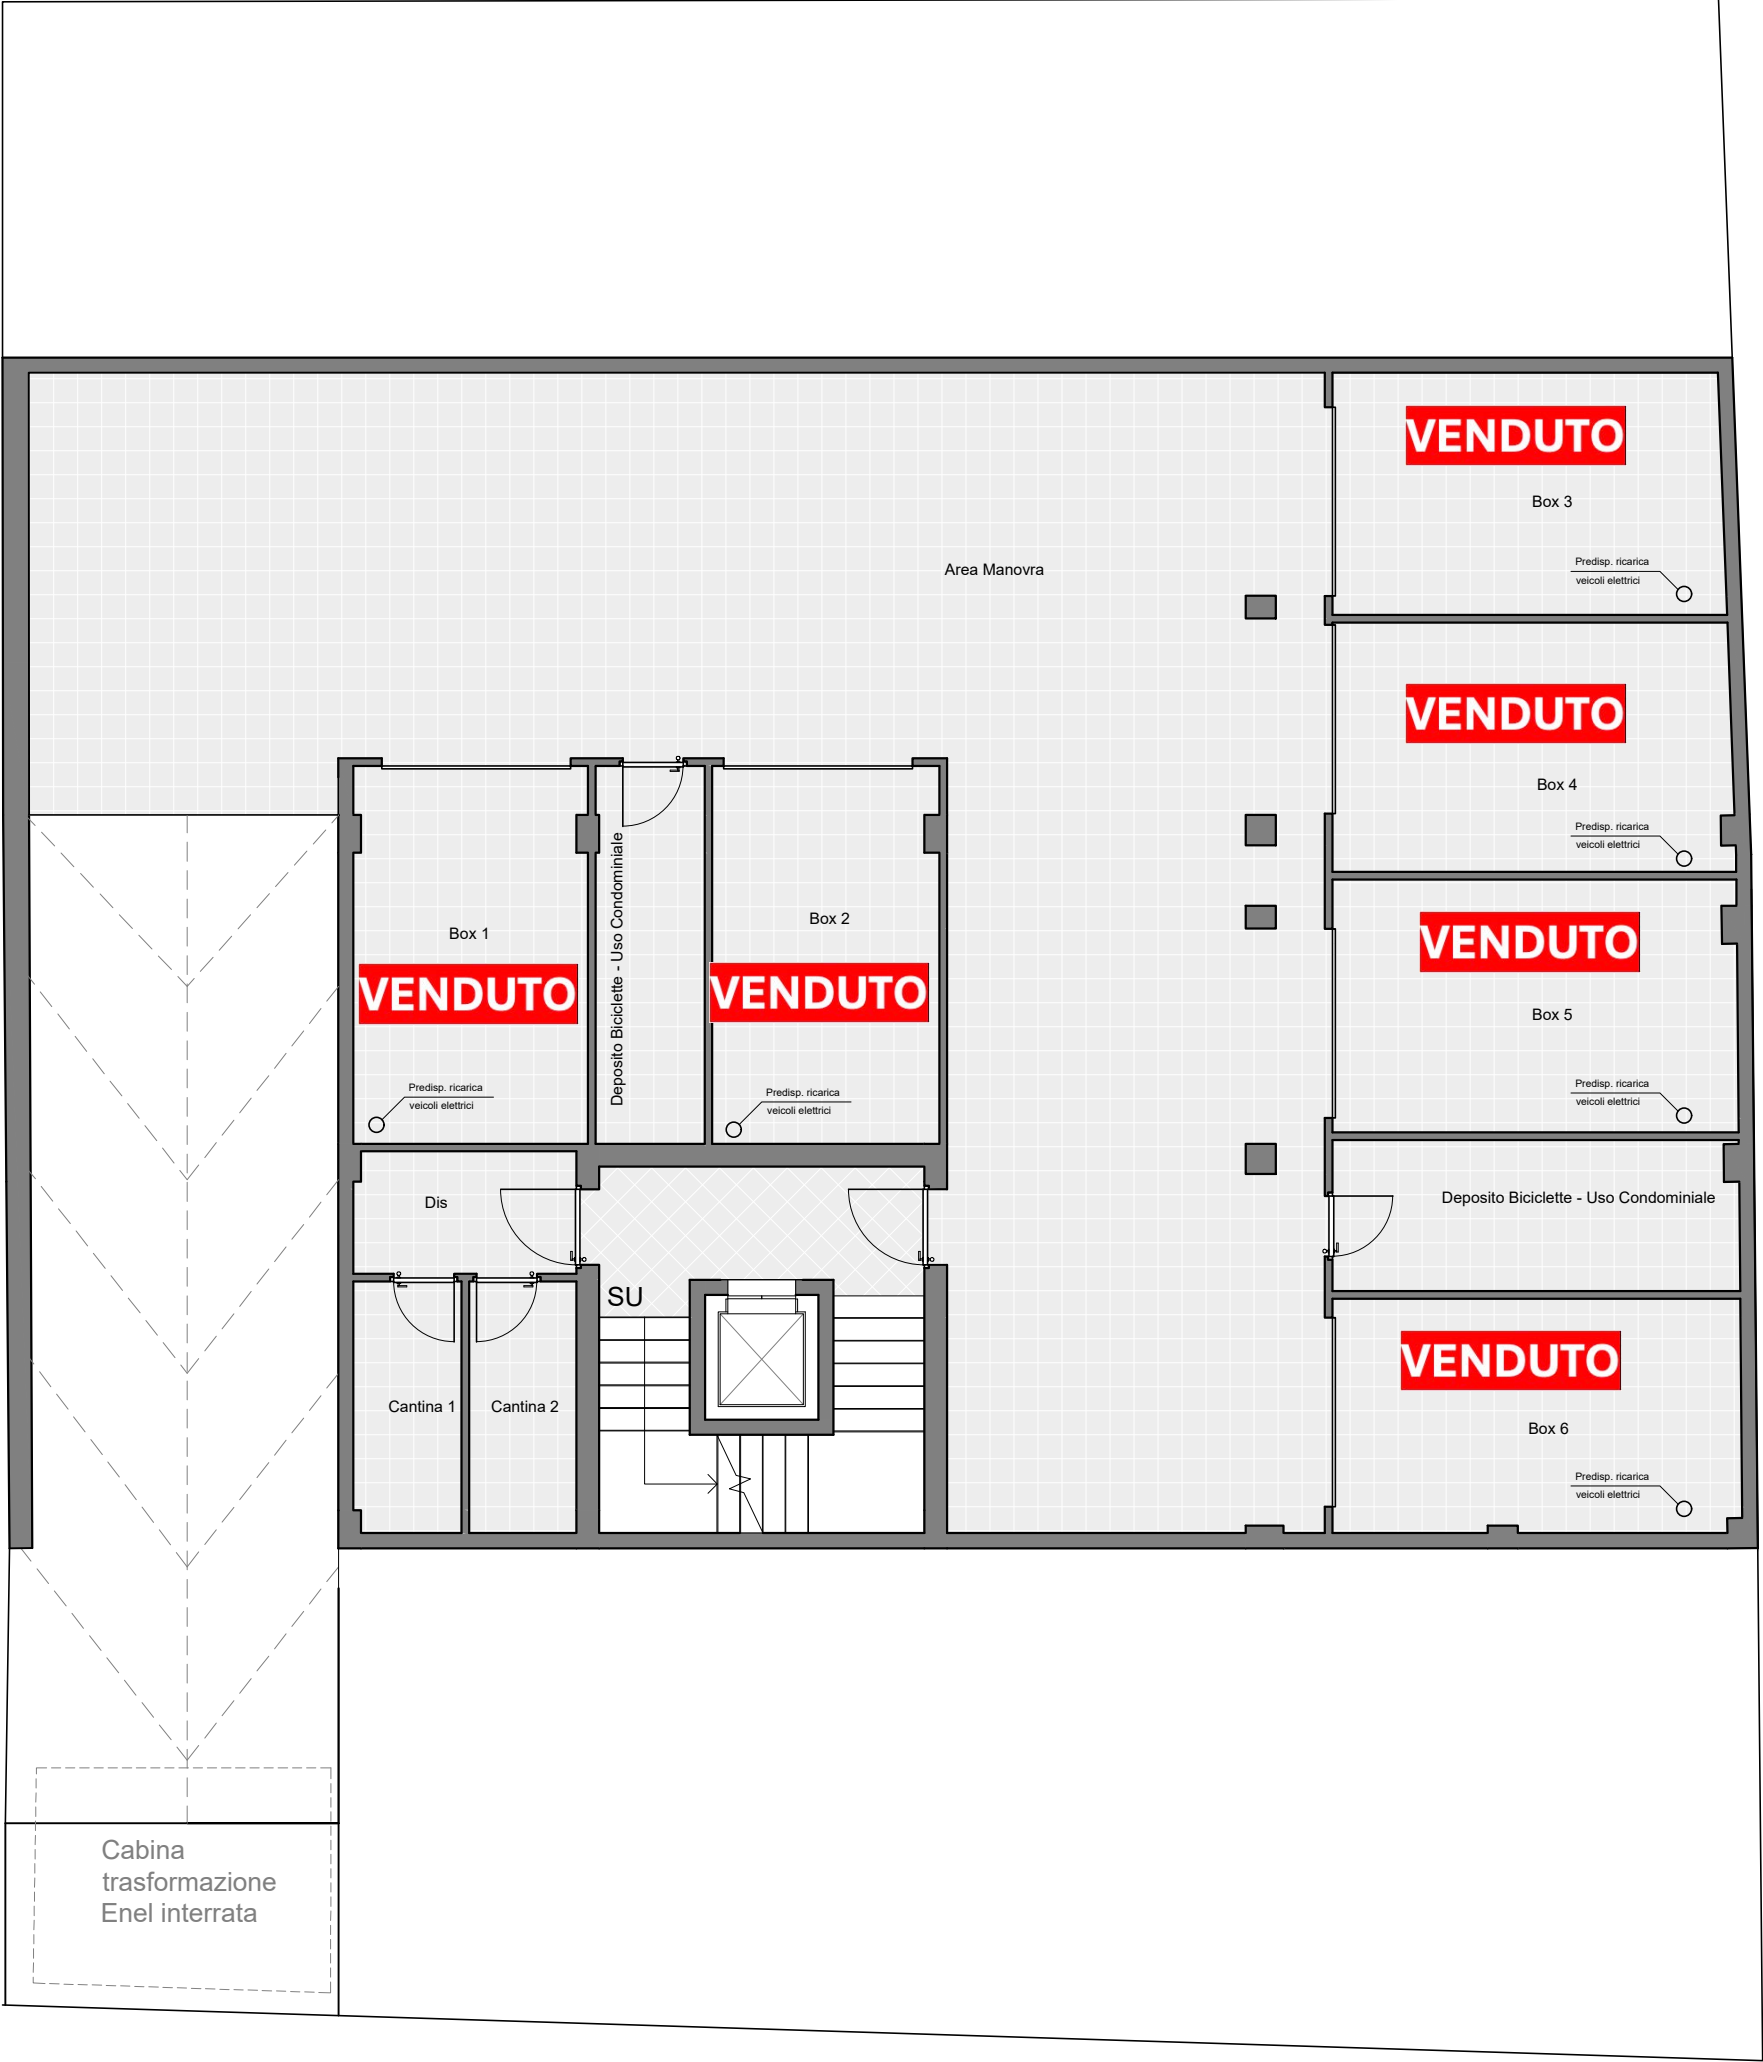 VENDUTO
Box 3
Predisp. ricarica
veicoli elettrici
Area Manovra
VENDUTO
Box 4
Predisp. ricarica
veicoli elettrici
Box 1
VENDUTO
Predisp. ricarica
veicoli elettrici
Deposito Biciclette - Uso Condominiale
Box 2
VENDUTO
Predisp. ricarica
veicoli elettrici
VENDUTO
Box 5
Predisp. ricarica
veicoli elettrici
Dis
Deposito Biciclette - Uso Condominiale
SU
Cantina 1
Cantina 2
VENDUTO
Box 6
Predisp. ricarica
veicoli elettrici
Cabina
trasformazione
Enel interrata